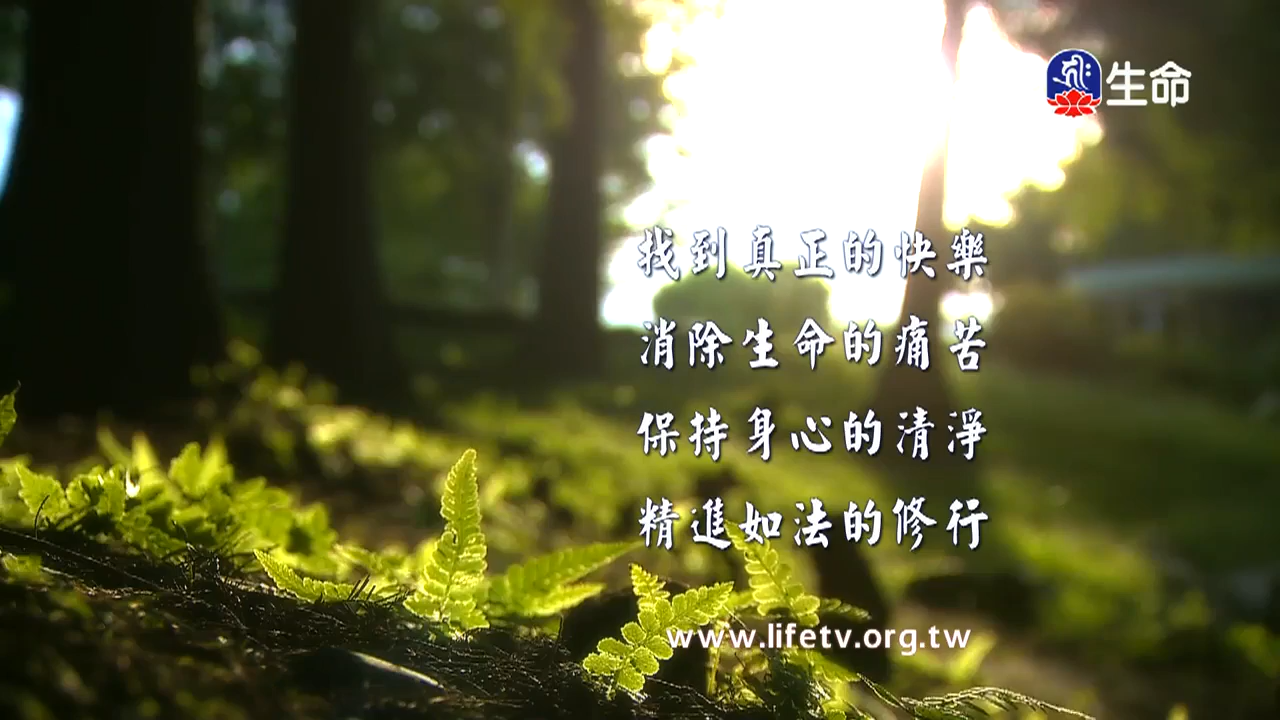 生命
找到真正的快樂
消除生命的痛苦
保持身心的清淨
精進如法的修行
www.lifetv.org.tw